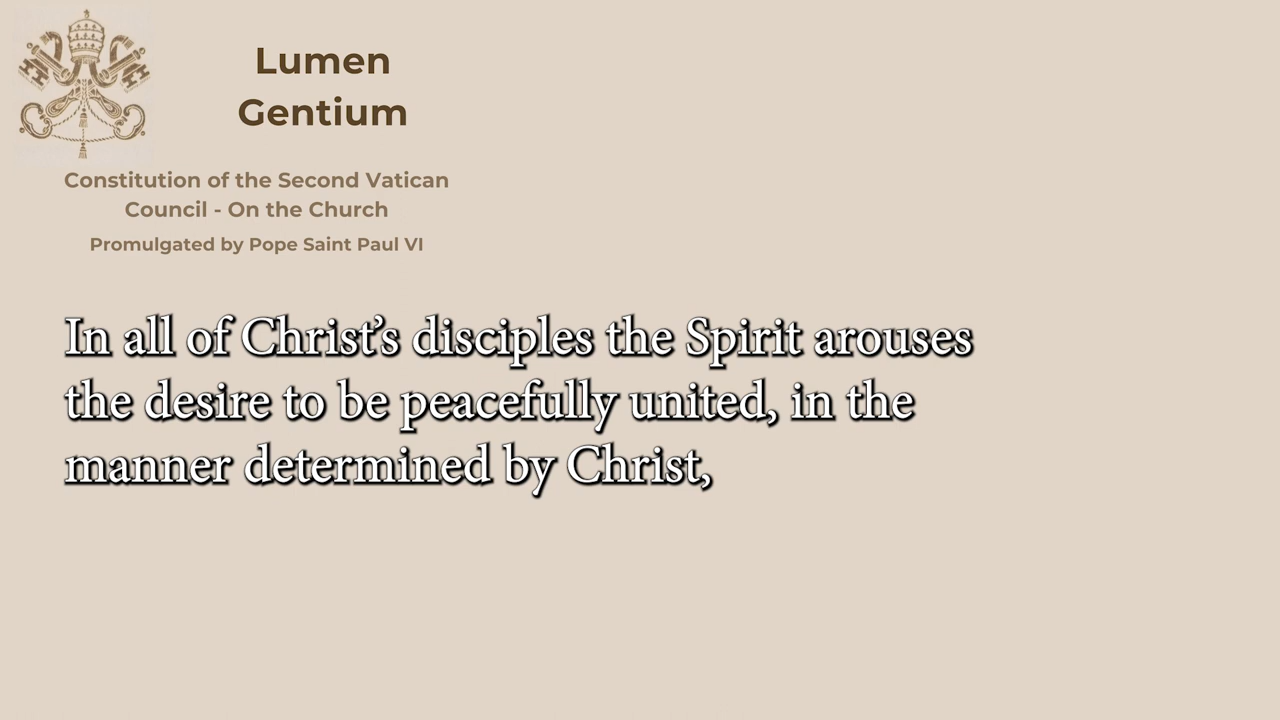 Lumen
Gentium
Constitution of the Second Vatican
Council - On the Church
Promulgated by Pope Saint Paul VI
In all of Christ’s disciples the Spirit arouses
the desire to be peacefully united, in the
manner determined by Christ,